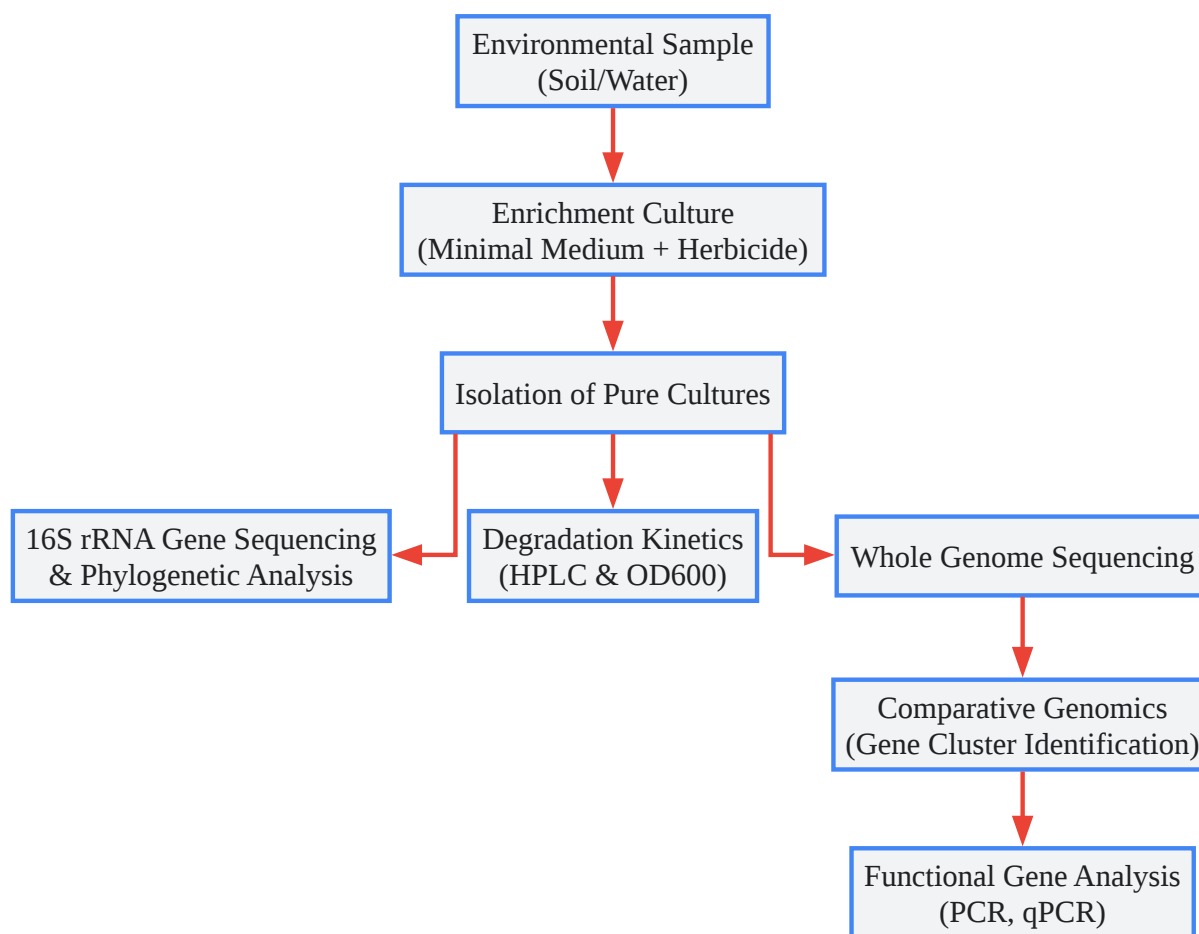 Environmental Sample
(Soil/Water)
Enrichment Culture
(Minimal Medium + Herbicide)
Isolation of Pure Cultures
16S rRNA Gene Sequencing
& Phylogenetic Analysis
Degradation Kinetics
(HPLC & OD600)
Whole Genome Sequencing
Comparative Genomics
(Gene Cluster Identification)
Functional Gene Analysis
(PCR, qPCR)